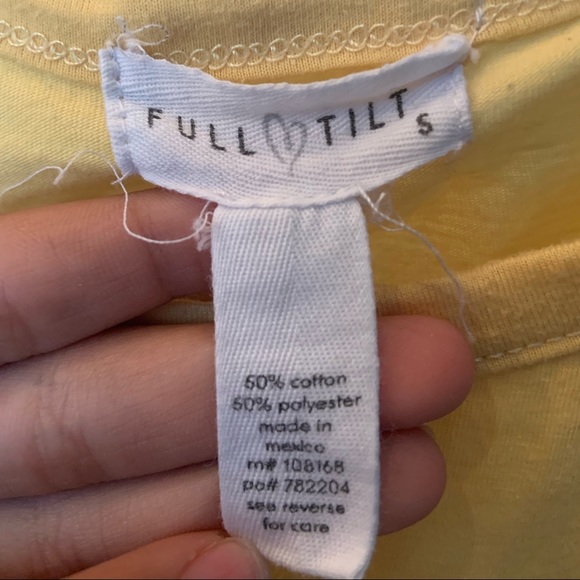 FULL TILT S
50% cotton
50% polyester
made in
mexico
rn# 108168
po# 782204
see reverse
for care